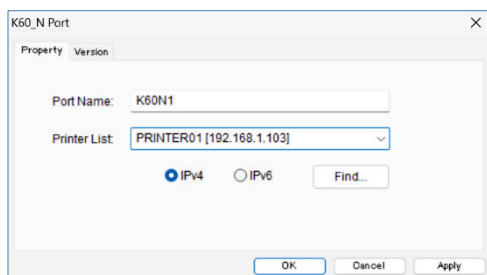 K60_N Port
Property Version
Port Name: K60N1
Printer List: PRINTER01 [192.168.1.103]
IPv4 IPv6 Find...
OK Cancel Apply